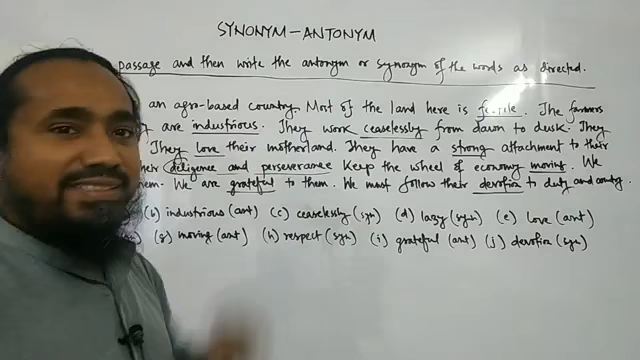 SYNONYM-ANTONYM
passage and then write the antonym or synonym of the words as directed.
an agro-based country. Most of the land here is fertile. The farmers
are industrious. They work ceaselessly from dawn to dusk. They
They love their motherland. They have a strong attachment to their
deligence and perseverance keep the wheel of economy moving. We
We are grateful to them. We must follow their devotion to duty and country.
(b) industrious (ant) (c) ceaselessly (syn) (d) lazy (syn) (e) love (ant)
(g) moving (ant) (h) respect (syn) (i) grateful (ant) (j) devotion (syn)